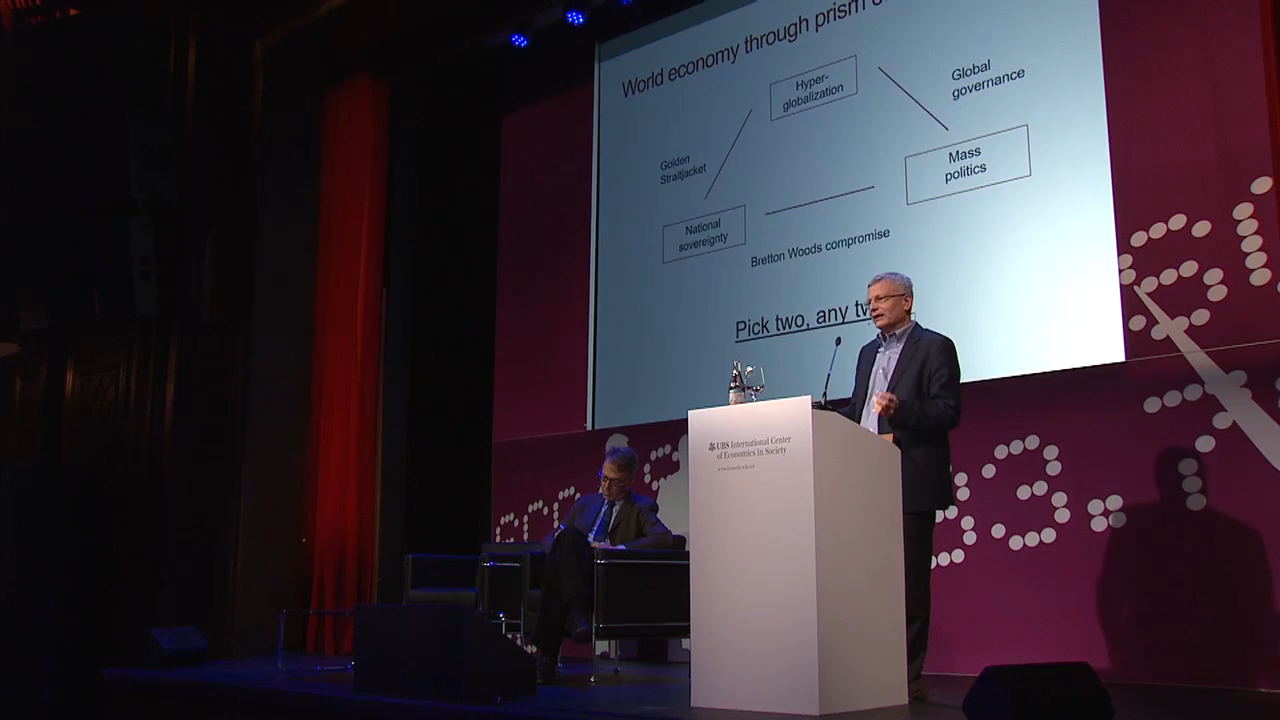 World economy through prism
Hyper-
globalization
Global
governance
Golden
Straitjacket
Mass
politics
National
sovereignty
Bretton Woods compromise
Pick two, any
UBS International Center
of Economics in Society